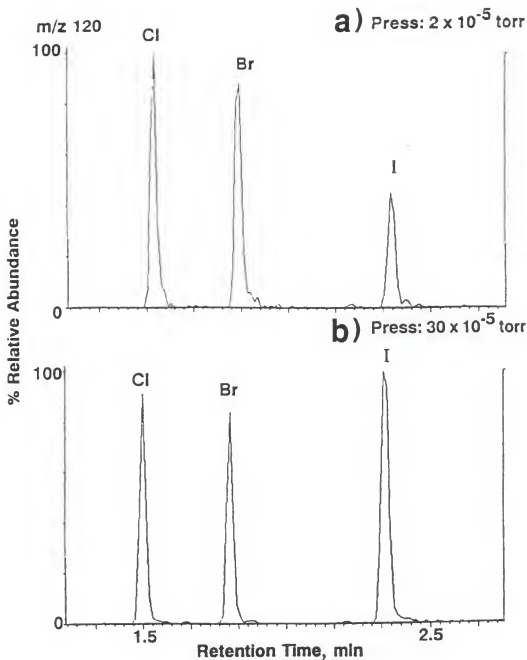 m/z 120
a) Press: 2 x 10⁻⁵ torr
100
Cl
Br
I
0
% Relative Abundance
b) Press: 30 x 10⁻⁵ torr
100
Cl
Br
I
0
1.5
2.5
Retention Time, min